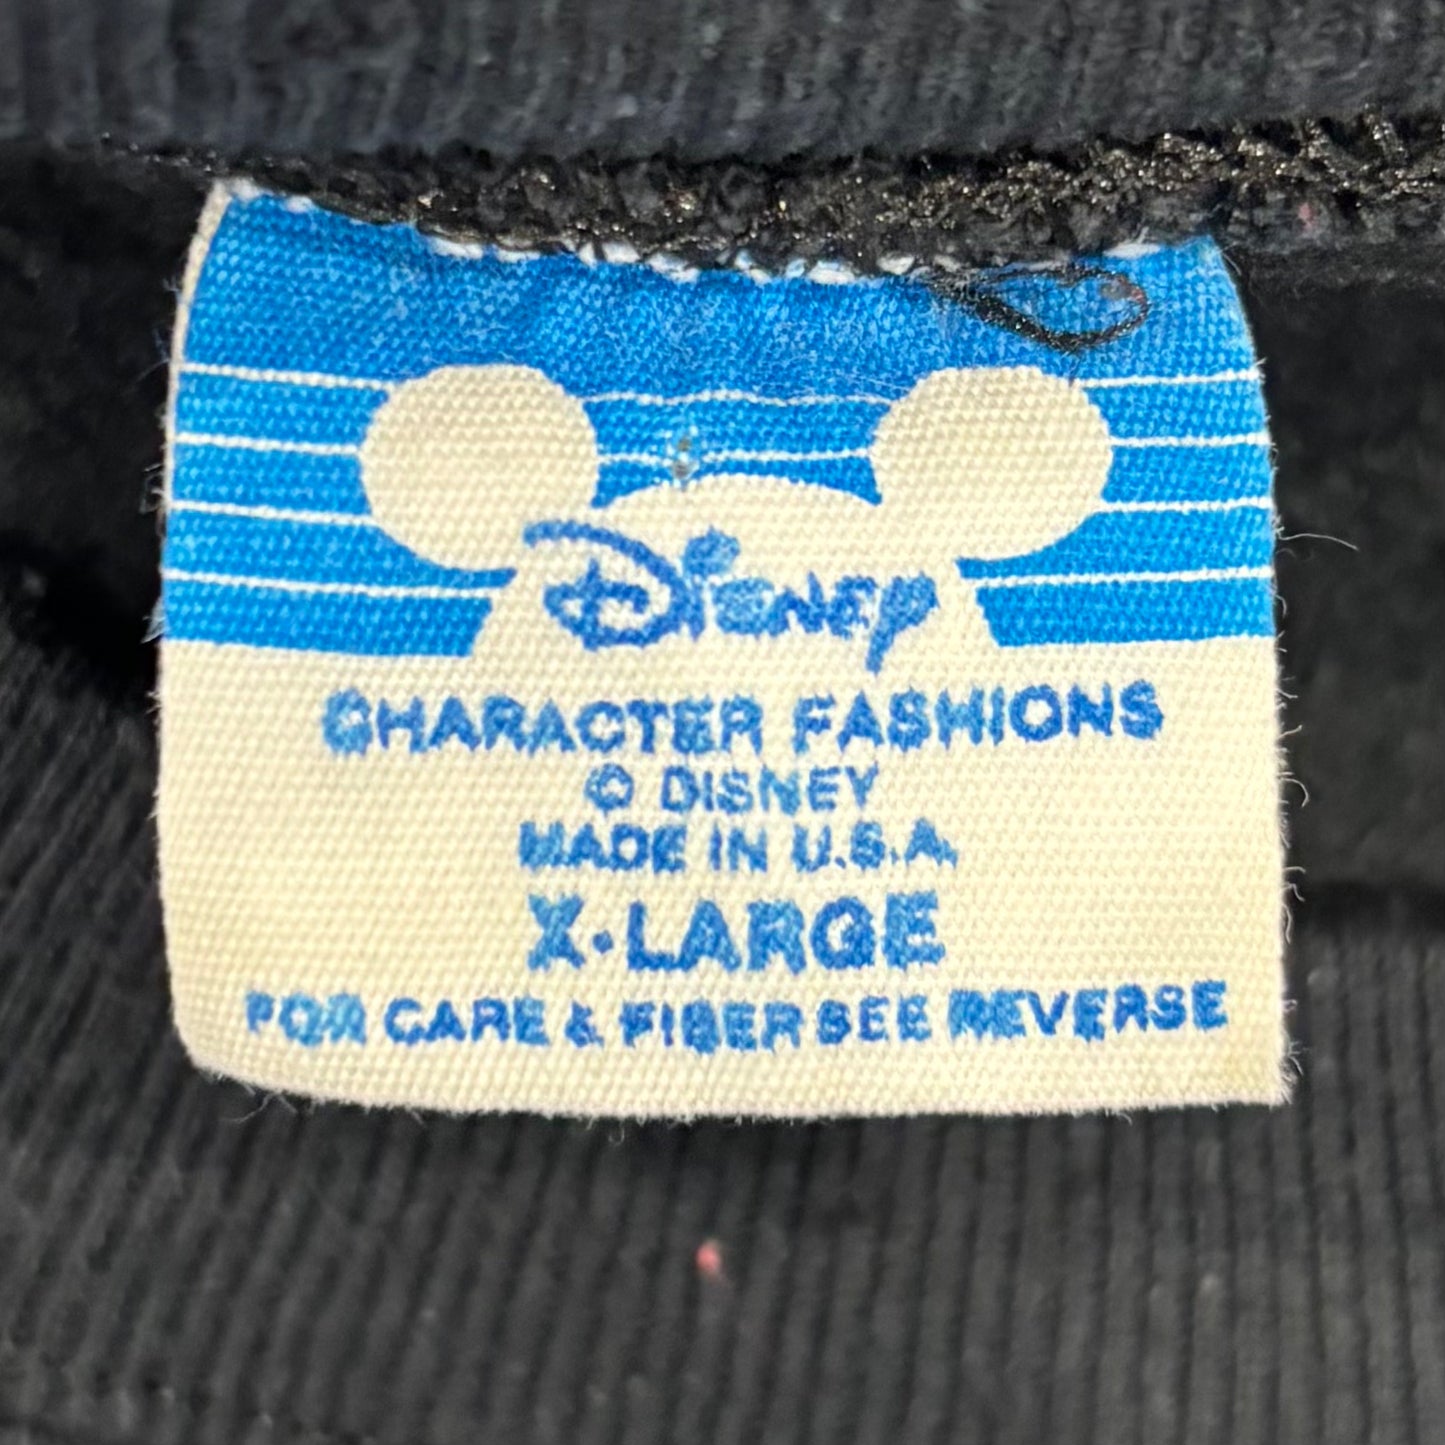 Disney
CHARACTER FASHIONS
© DISNEY
MADE IN U.S.A.
X-LARGE
FOR CARE & FIBER SEE REVERSE